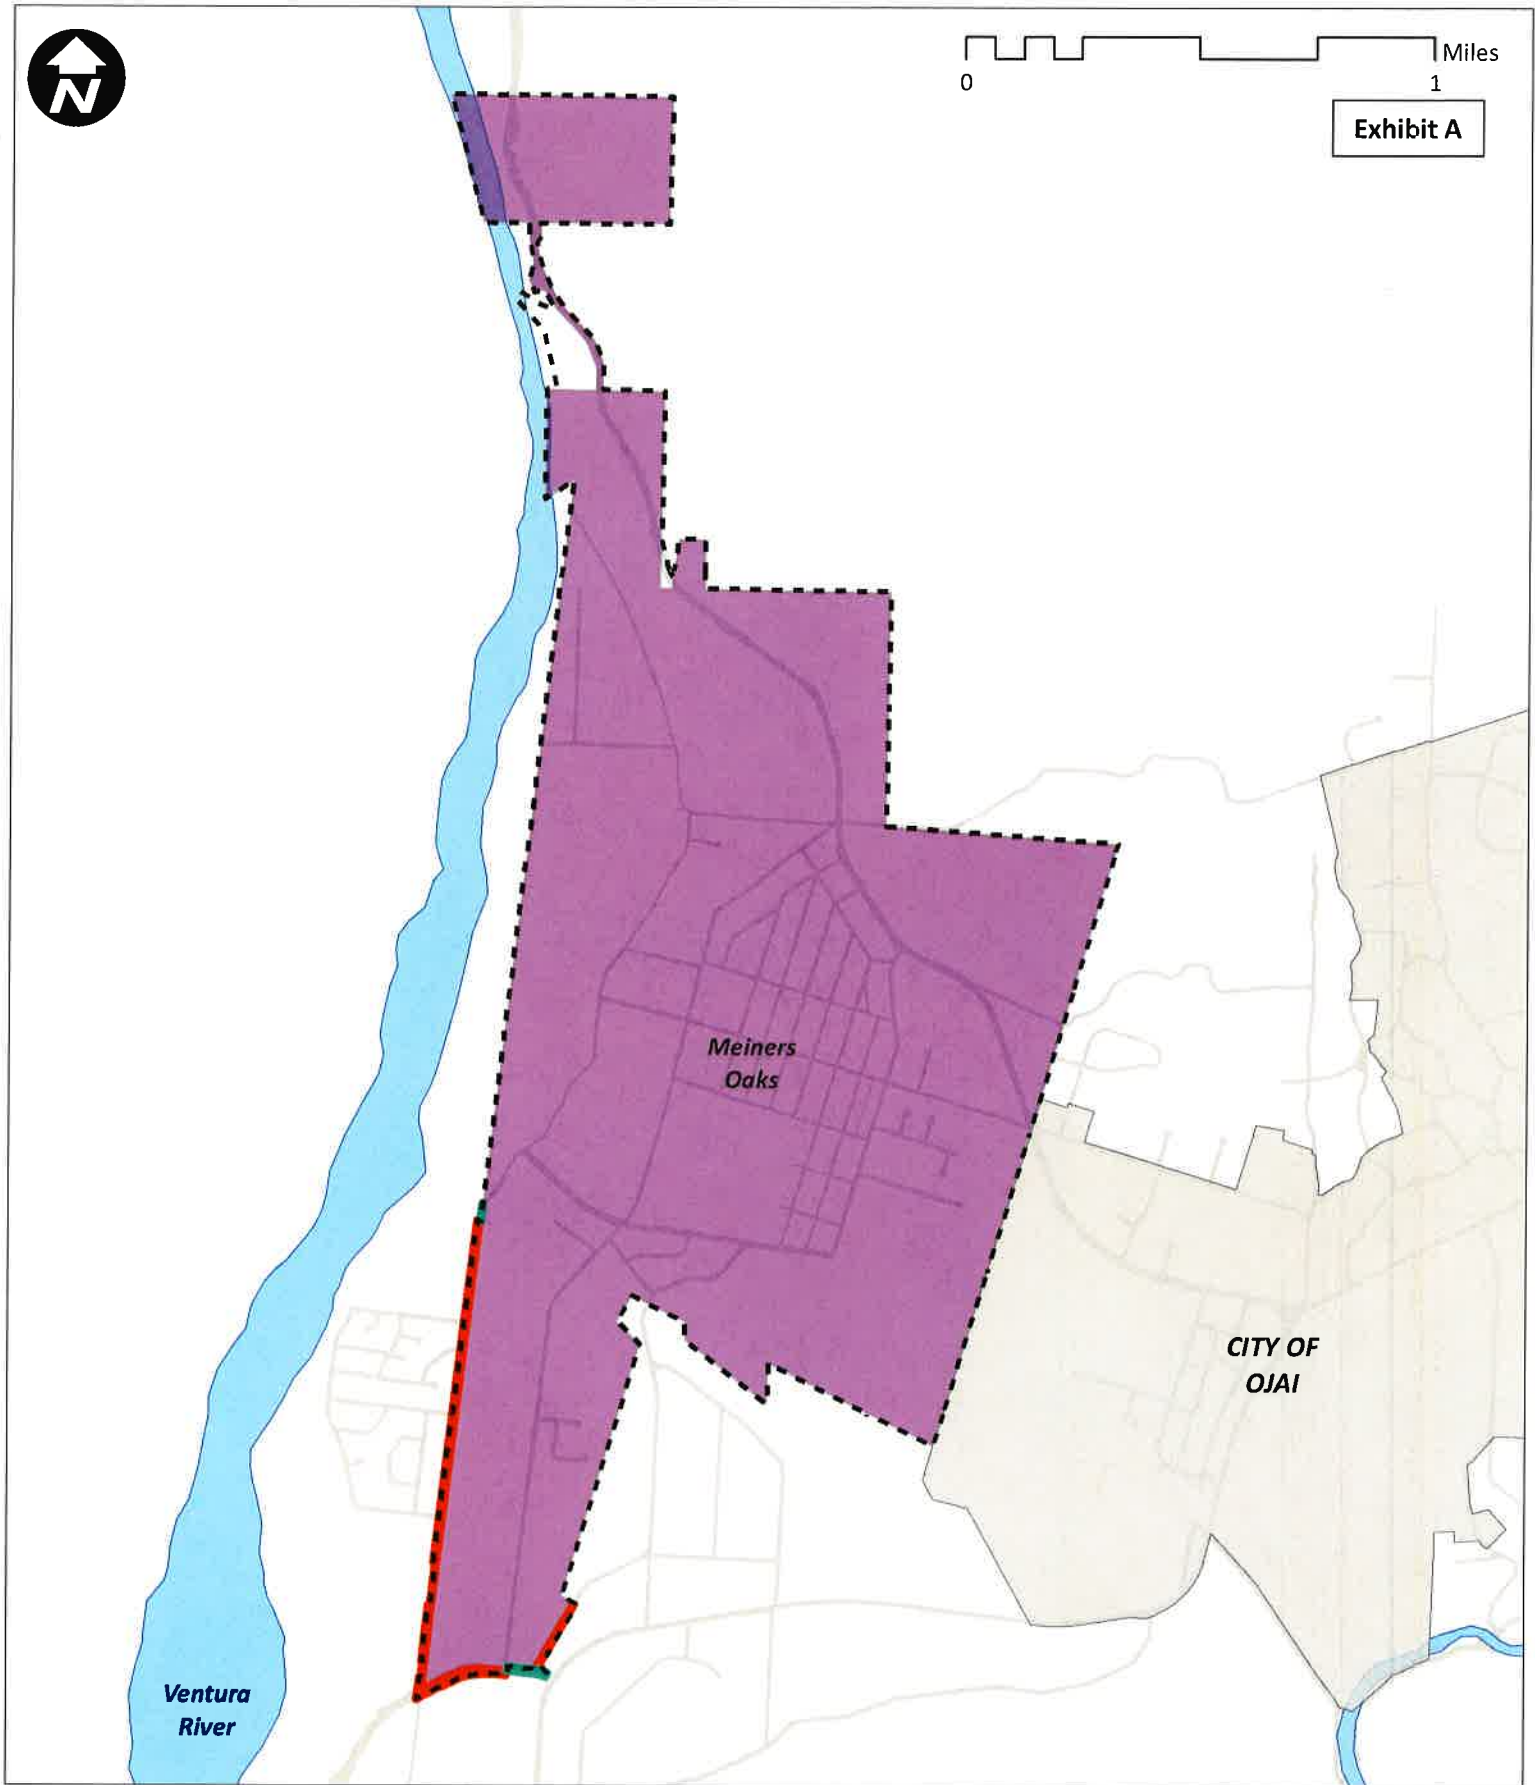 N
Miles
0 1
Exhibit A
Meiners
Oaks
CITY OF
OJAI
Ventura
River